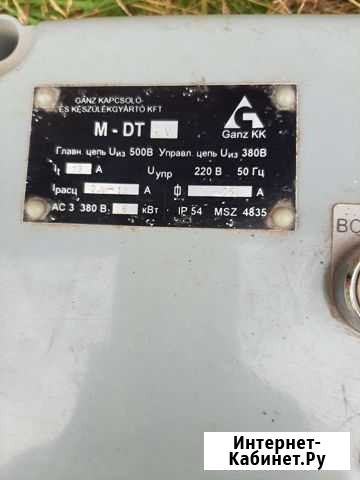 GANZ KAPCSOLÓ-
ÉS KÉSZÜLÉKGYÁRTÓ KFT
Ganz KK
M - DT
Главн. цепь Uиз 500В Управл. цепь Uиз 380В
It А Uупр 220 В 50 Гц
Iрасц А А
AC 3 380 В кВт IP 54 MSZ 4835
Интернет-
Кабинет.Ру